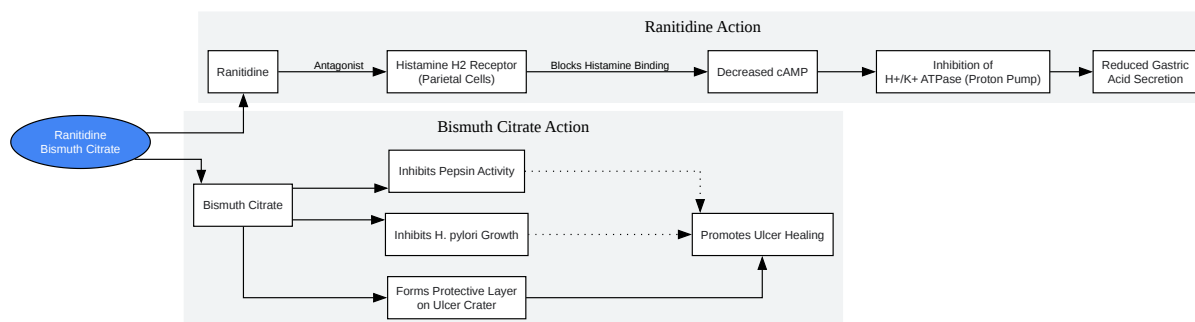 Ranitidine Action
Ranitidine
Antagonist
Histamine H2 Receptor
(Parietal Cells)
Blocks Histamine Binding
Decreased cAMP
Inhibition of
H+/K+ ATPase (Proton Pump)
Reduced Gastric
Acid Secretion
Ranitidine
Bismuth Citrate
Bismuth Citrate Action
Bismuth Citrate
Inhibits Pepsin Activity
Inhibits H. pylori Growth
Promotes Ulcer Healing
Forms Protective Layer
on Ulcer Crater